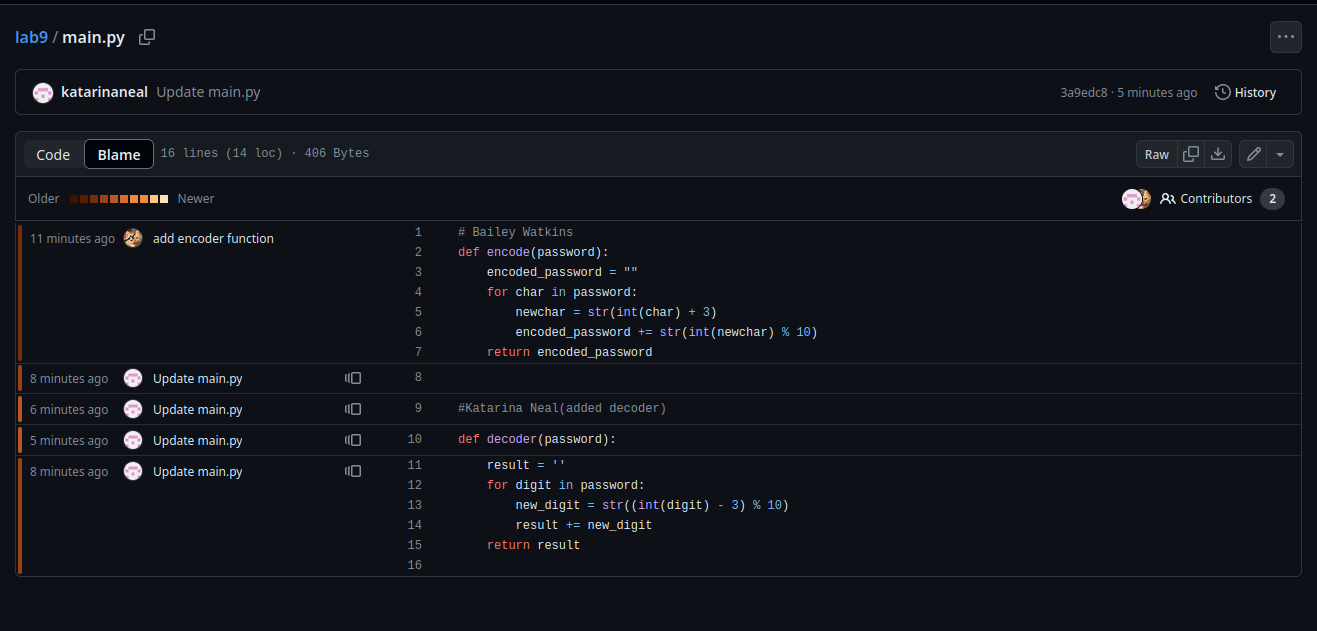 lab9 / main.py
katarinaneal Update main.py 3a9edc8 · 5 minutes ago History
Code Blame 16 lines (14 loc) · 406 Bytes Raw
Older Newer Contributors 2
11 minutes ago add encoder function 1 # Bailey Watkins
2 def encode(password):
3     encoded_password = ""
4     for char in password:
5         newchar = str(int(char) + 3)
6         encoded_password += str(int(newchar) % 10)
7     return encoded_password
8 minutes ago Update main.py 8
6 minutes ago Update main.py 9 #Katarina Neal(added decoder)
5 minutes ago Update main.py 10 def decoder(password):
8 minutes ago Update main.py 11     result = ''
12     for digit in password:
13         new_digit = str((int(digit) - 3) % 10)
14         result += new_digit
15     return result
16